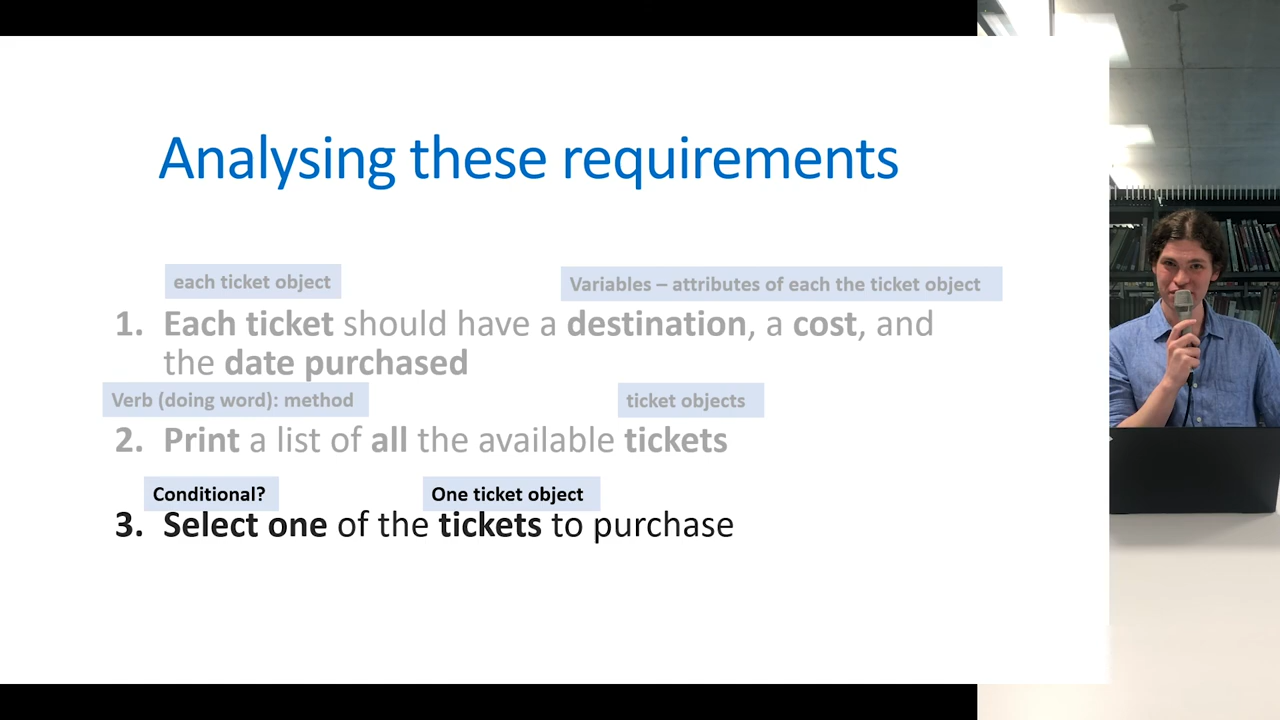 Analysing these requirements
each ticket object
Variables – attributes of each the ticket object
1. Each ticket should have a destination, a cost, and
the date purchased
Verb (doing word): method
ticket objects
2. Print a list of all the available tickets
Conditional?
One ticket object
3. Select one of the tickets to purchase